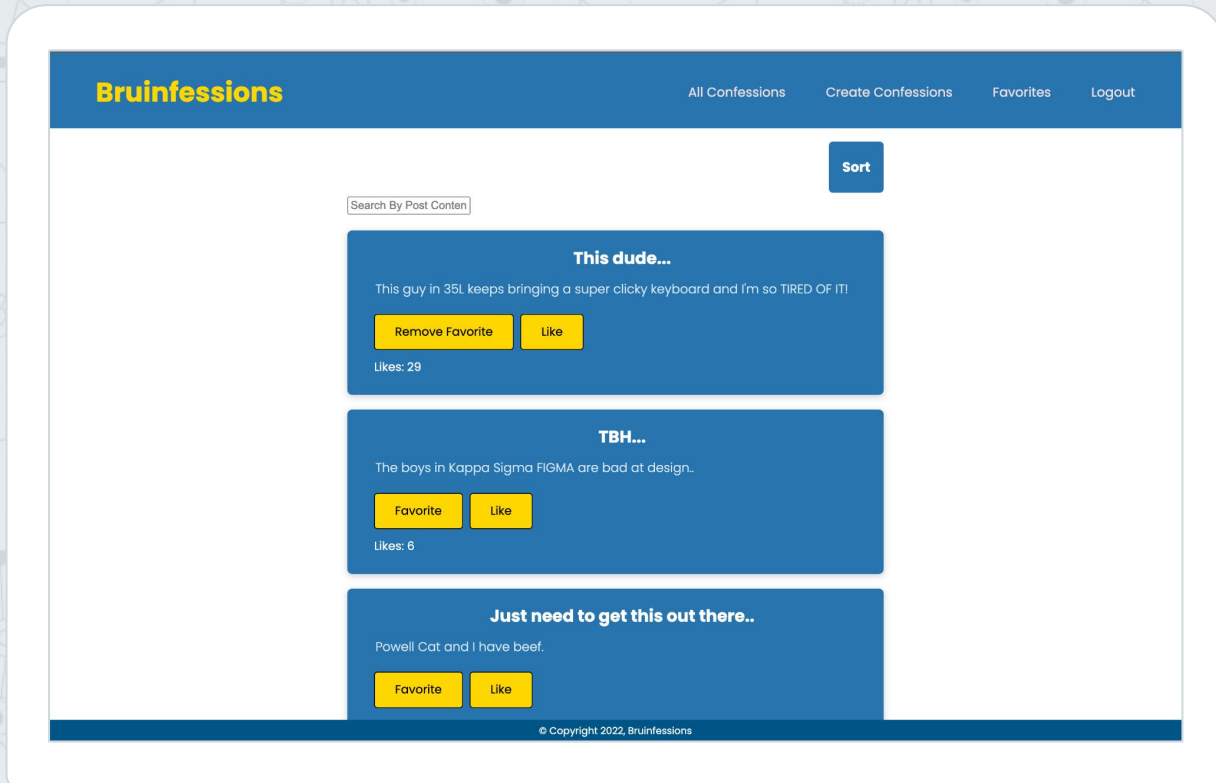 Bruinfessions
All Confessions
Create Confessions
Favorites
Logout
Sort
Search By Post Conten
This dude...
This guy in 35L keeps bringing a super clicky keyboard and I'm so TIRED OF IT!
Remove Favorite
Like
Likes: 29
TBH...
The boys in Kappa Sigma FIGMA are bad at design..
Favorite
Like
Likes: 6
Just need to get this out there..
Powell Cat and I have beef.
Favorite
Like
© Copyright 2022, Bruinfessions